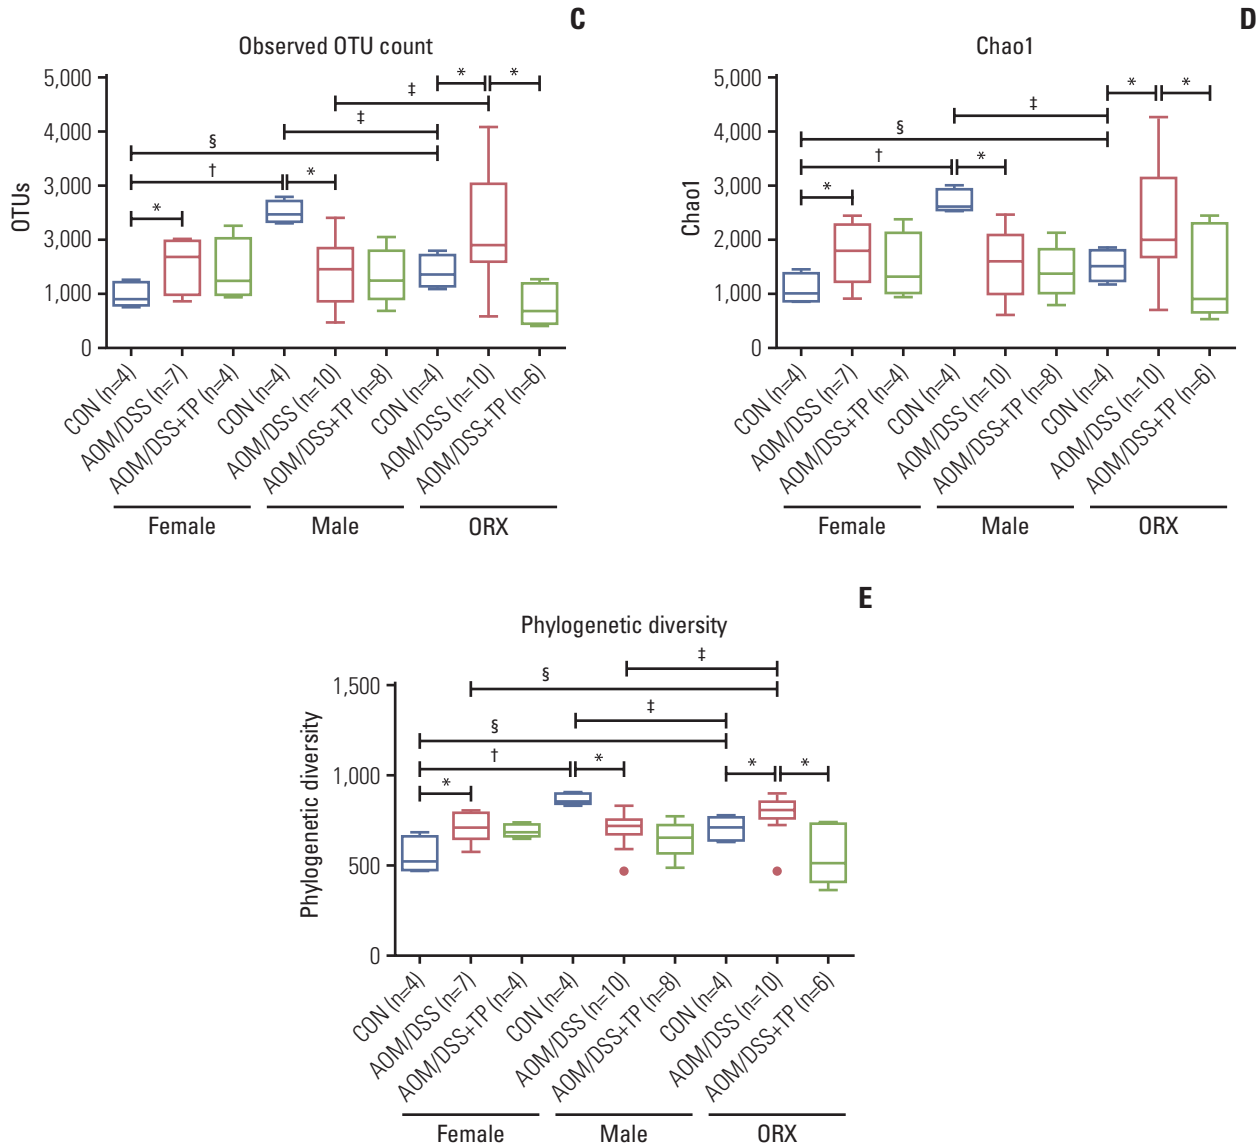 C
Observed OTU count
* *
‡
‡
§
†
*
*
5,000
4,000
3,000
3,000
1,000
0
OTUs
CON (n=4)
AOM/DSS (n=7)
AOM/DSS+TP (n=4)
CON (n=4)
AOM/DSS (n=10)
AOM/DSS+TP (n=8)
CON (n=4)
AOM/DSS (n=10)
AOM/DSS+TP (n=6)
Female Male ORX
D
Chao1
* *
‡
§
†
*
*
5,000
4,000
3,000
2,000
1,000
0
Chao1
CON (n=4)
AOM/DSS (n=7)
AOM/DSS+TP (n=4)
CON (n=4)
AOM/DSS (n=10)
AOM/DSS+TP (n=8)
CON (n=4)
AOM/DSS (n=10)
AOM/DSS+TP (n=6)
Female Male ORX
E
Phylogenetic diversity
‡
§
‡
§
†
*
* *
*
1,500
1,000
500
0
Phylogenetic diversity
CON (n=4)
AOM/DSS (n=7)
AOM/DSS+TP (n=4)
CON (n=4)
AOM/DSS (n=10)
AOM/DSS+TP (n=8)
CON (n=4)
AOM/DSS (n=10)
AOM/DSS+TP (n=6)
Female Male ORX